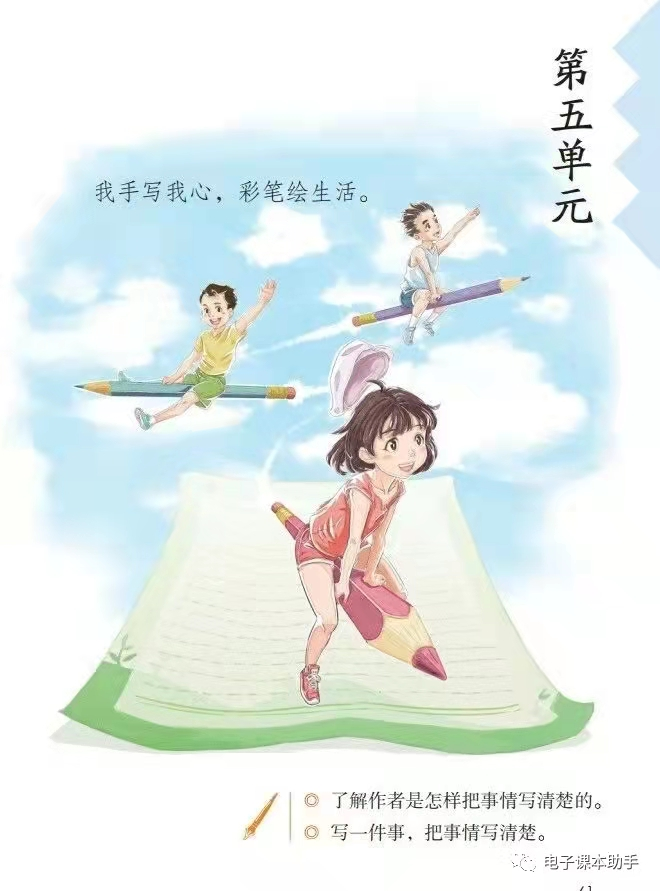 第五单元
我手写我心，彩笔绘生活。
◎ 了解作者是怎样把事情写清楚的。
◎ 写一件事，把事情写清楚。
电子课本助手